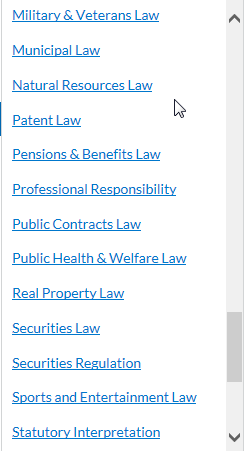 Military & Veterans Law
Municipal Law
Natural Resources Law
Patent Law
Pensions & Benefits Law
Professional Responsibility
Public Contracts Law
Public Health & Welfare Law
Real Property Law
Securities Law
Securities Regulation
Sports and Entertainment Law
Statutory Interpretation